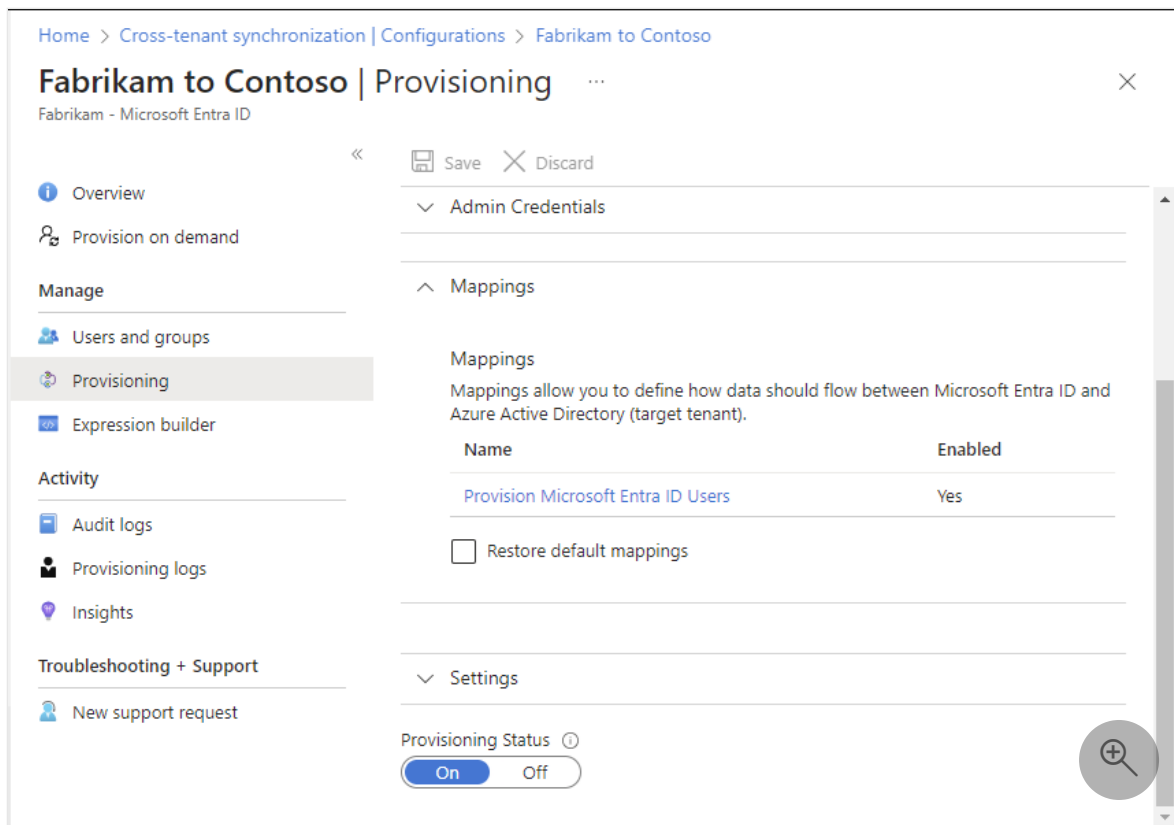 Home > Cross-tenant synchronization | Configurations > Fabrikam to Contoso
Fabrikam to Contoso | Provisioning ...
Fabrikam - Microsoft Entra ID
Save Discard
Overview
Provision on demand
Manage
Users and groups
Provisioning
Expression builder
Activity
Audit logs
Provisioning logs
Insights
Troubleshooting + Support
New support request
Admin Credentials
Mappings
Mappings
Mappings allow you to define how data should flow between Microsoft Entra ID and
Azure Active Directory (target tenant).
Name Enabled
Provision Microsoft Entra ID Users Yes
Restore default mappings
Settings
Provisioning Status
On Off